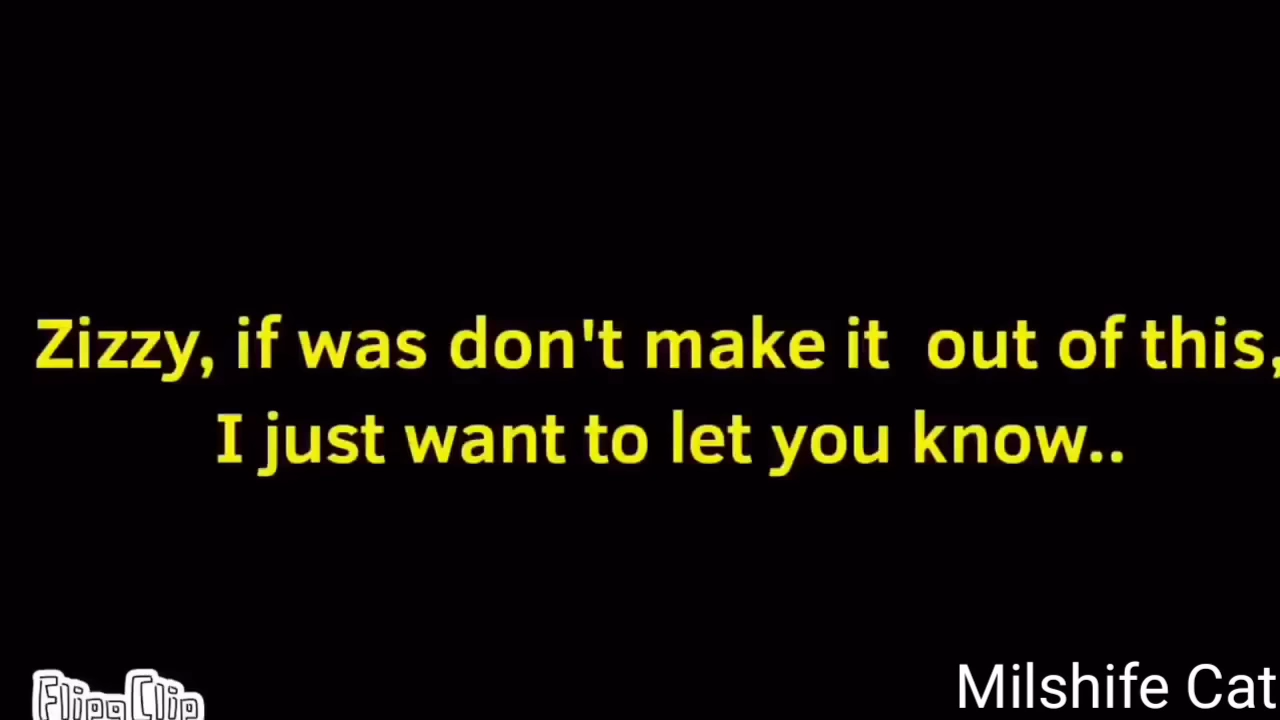 Zizzy, if was don't make it  out of this,
I just want to let you know..
FlipaClip
Milshife Cat